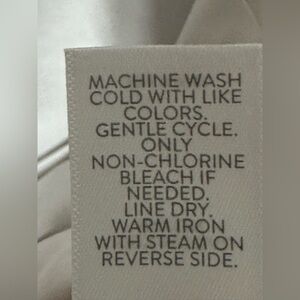 MACHINE WASH
COLD WITH LIKE
COLORS.
GENTLE CYCLE.
ONLY
NON-CHLORINE
BLEACH IF
NEEDED.
LINE DRY.
WARM IRON
WITH STEAM ON
REVERSE SIDE.